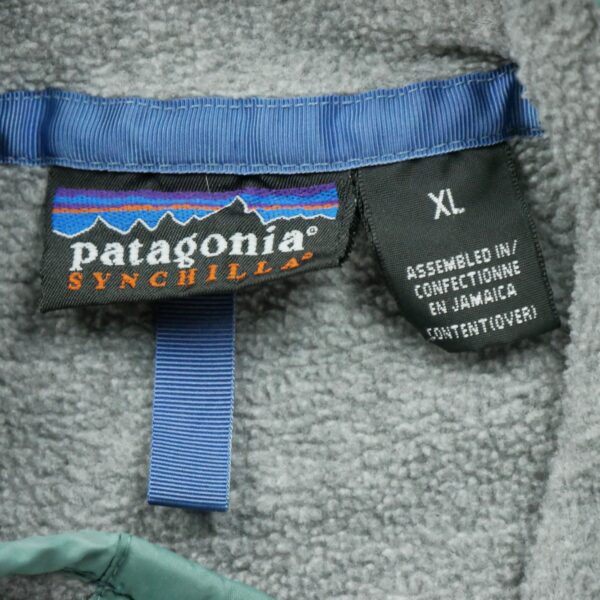 patagonia®
SYNCHILLA®
XL
ASSEMBLED IN/
CONFECTIONNE
EN JAMAICA
CONTENT(OVER)